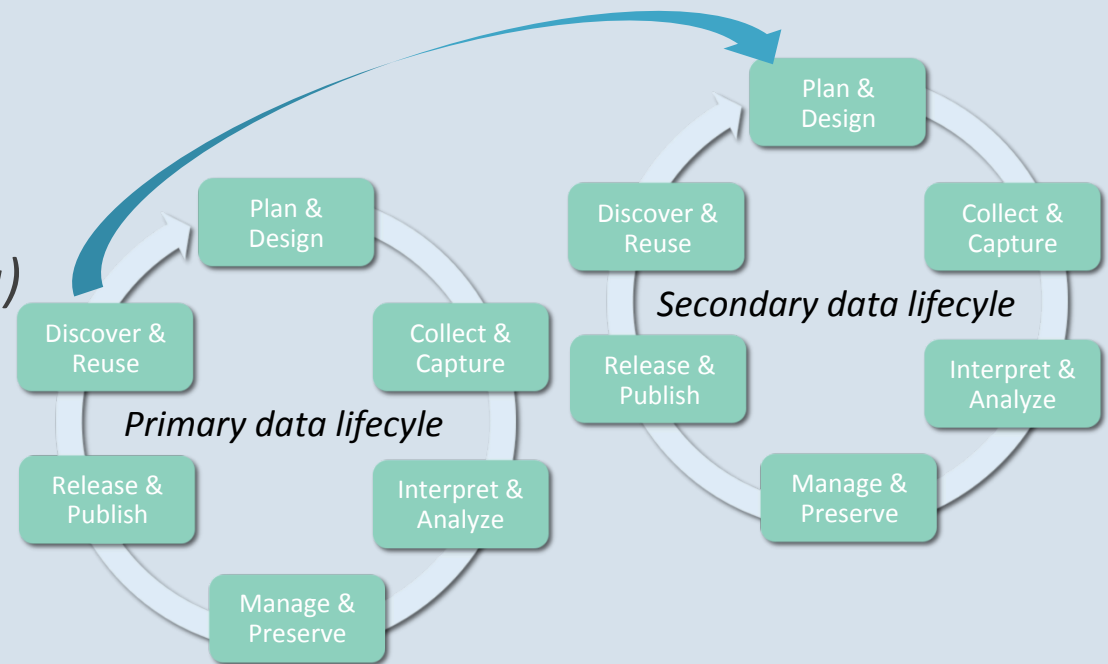 Plan &
Design
Collect &
Capture
Interpret &
Analyze
Manage &
Preserve
Release &
Publish
Discover &
Reuse
Primary data lifecyle
Plan &
Design
Collect &
Capture
Interpret &
Analyze
Manage &
Preserve
Release &
Publish
Discover &
Reuse
Secondary data lifecyle